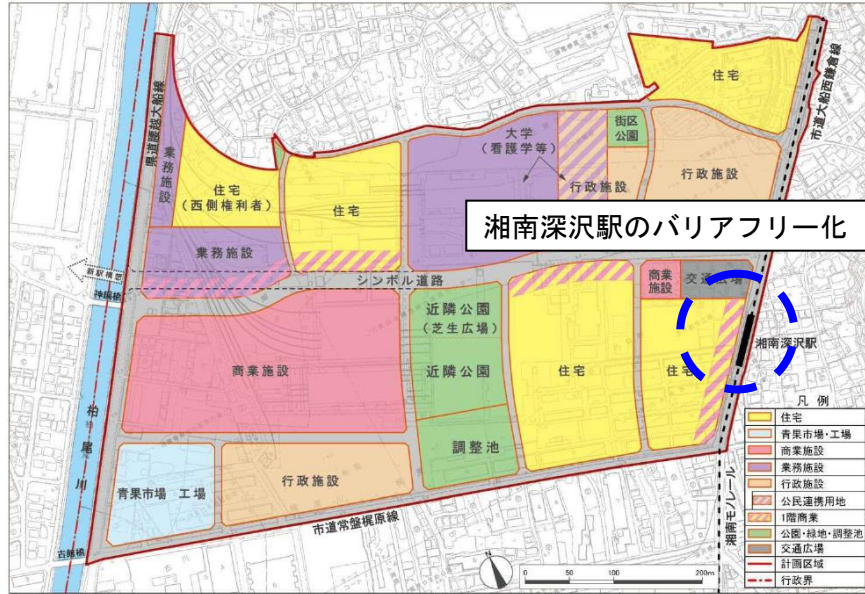 住宅
市道大船西鎌倉線
県道腰越大船線
業務施設
住宅
(西側権利者)
住宅
大学
(看護学等)
行政施設
街区
公園
行政施設
湘南深沢駅のバリアフリー化
業務施設
新駅構想
神鋼橋
シンボル道路
商業
施設
交通広場
近隣公園
(芝生広場)
近隣公園
商業施設
住宅
住宅
湘南深沢駅
柏尾川
調整池
行政施設
青果市場 工場
市道常盤梶原線
古館橋
湘南モノレール
N
0 50 100 200m
凡例
住宅
青果市場・工場
商業施設
業務施設
行政施設
公民連携用地
1階商業
公園・緑地・調整池
交通広場
計画区域
行政界